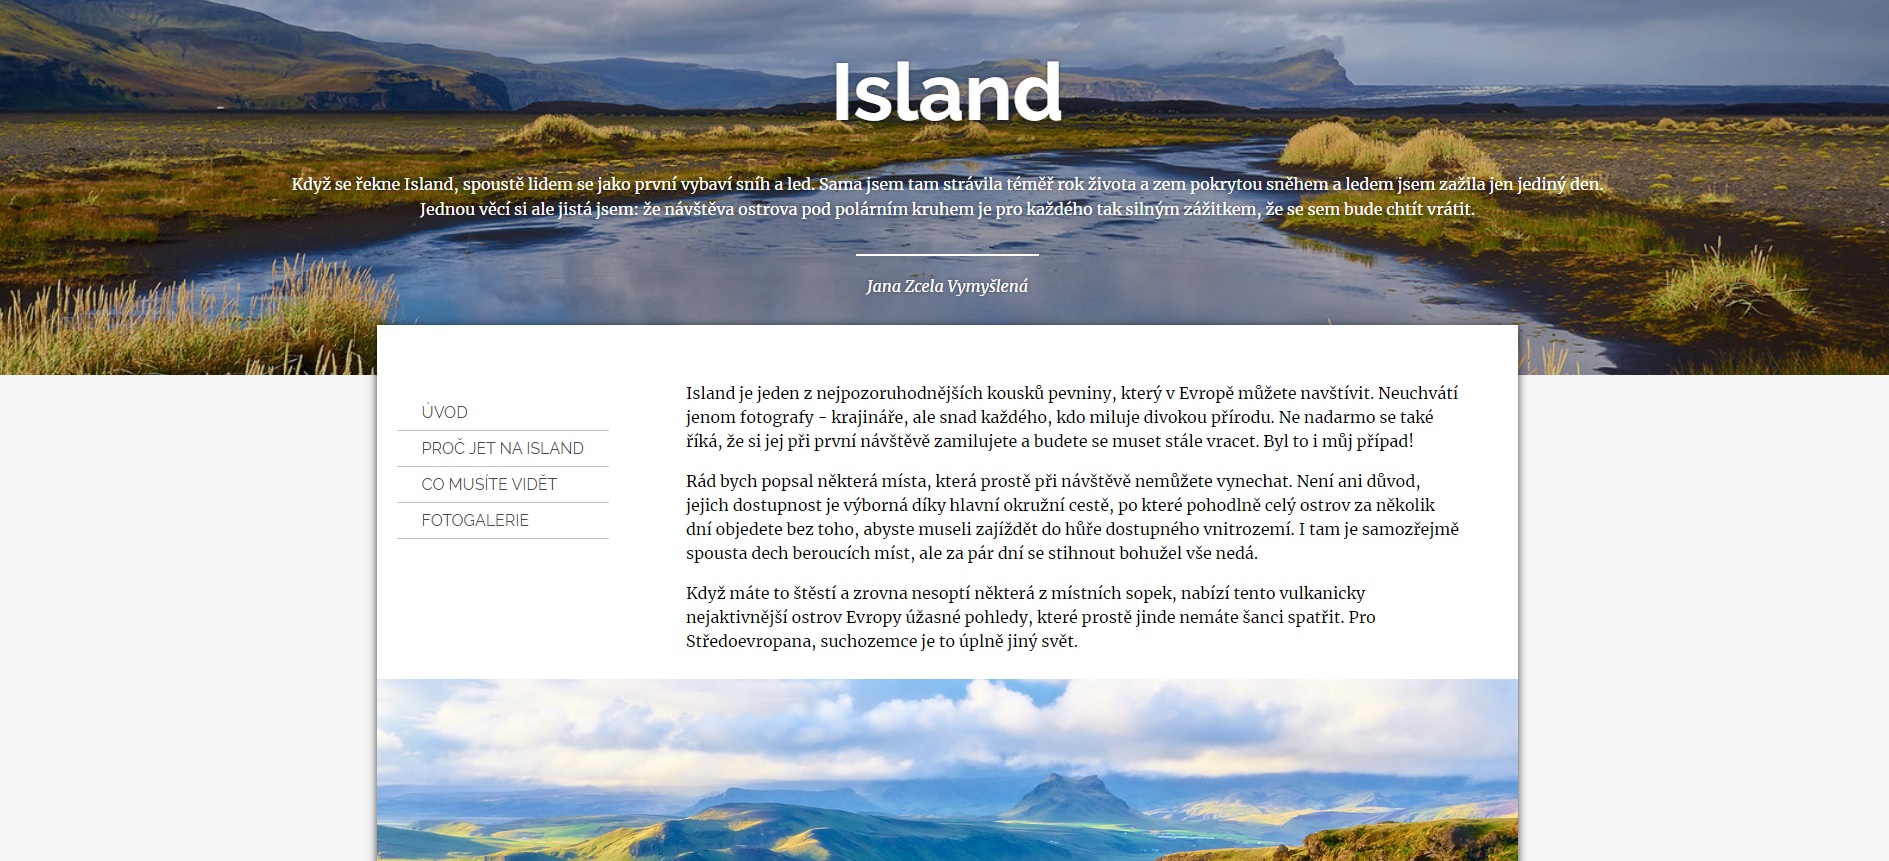 Island
Když se řekne Island, spoustě lidem se jako první vybaví sníh a led. Sama jsem tam strávila téměř rok života a zem pokrytou sněhem a ledem jsem zažila jen jediný den.
Jednou věcí si ale jistá jsem: že návštěva ostrova pod polárním kruhem je pro každého tak silným zážitkem, že se sem bude chtít vrátit.
Jana Zcela Vymyšlená
ÚVOD
PROČ JET NA ISLAND
CO MUSÍTE VIDĚT
FOTOGALERIE
Island je jeden z nejpozoruhodnějších kousků pevniny, který v Evropě můžete navštívit. Neuchvátí
jenom fotografy - krajináře, ale snad každého, kdo miluje divokou přírodu. Ne nadarmo se také
říká, že si jej při první návštěvě zamilujete a budete se muset stále vracet. Byl to i můj případ!
Rád bych popsal některá místa, která prostě při návštěvě nemůžete vynechat. Není ani důvod,
jejich dostupnost je výborná díky hlavní okružní cestě, po které pohodlně celý ostrov za několik
dní objedete bez toho, abyste museli zajíždět do hůře dostupného vnitrozemí. I tam je samozřejmě
spousta dech beroucích míst, ale za pár dní se stihnout bohužel vše nedá.
Když máte to štěstí a zrovna nesoptí některá z místních sopek, nabízí tento vulkanicky
nejaktivnější ostrov Evropy úžasné pohledy, které prostě jinde nemáte šanci spatřit. Pro
Středoevropana, suchozemce je to úplně jiný svět.